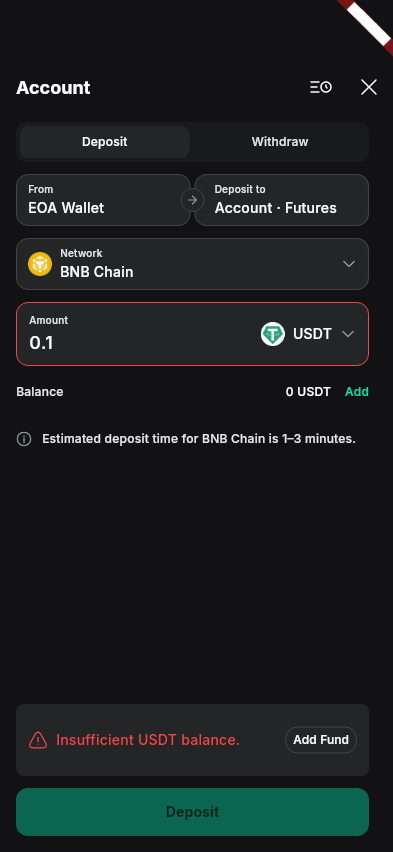 Account
Deposit
Withdraw
From
EOA Wallet
Deposit to
Account · Futures
Network
BNB Chain
Amount
0.1
USDT
Balance
0 USDT
Add
Estimated deposit time for BNB Chain is 1–3 minutes.
Insufficient USDT balance.
Add Fund
Deposit